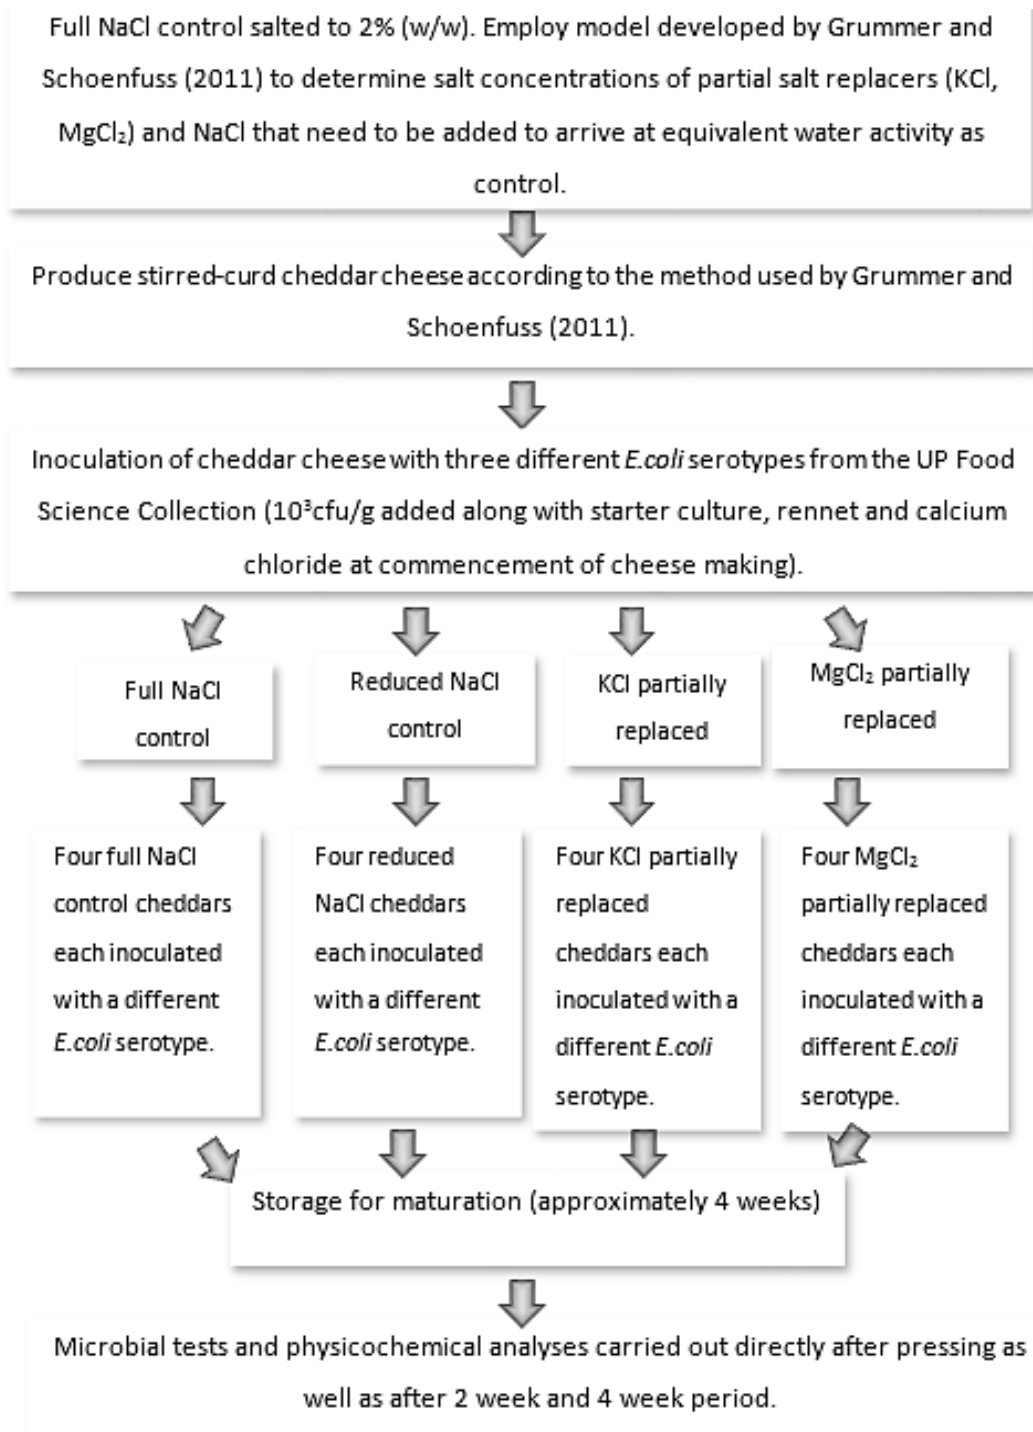 Full NaCl control salted to 2% (w/w). Employ model developed by Grummer and
Schoenfuss (2011) to determine salt concentrations of partial salt replacers (KCl,
MgCl₂) and NaCl that need to be added to arrive at equivalent water activity as
control.
Produce stirred-curd cheddar cheese according to the method used by Grummer and
Schoenfuss (2011).
Inoculation of cheddar cheese with three different E.coli serotypes from the UP Food
Science Collection (10³cfu/g added along with starter culture, rennet and calcium
chloride at commencement of cheese making).
Full NaCl
control
Reduced NaCl
control
KCl partially
replaced
MgCl₂ partially
replaced
Four full NaCl
control cheddars
each inoculated
with a different
E.coli serotype.
Four reduced
NaCl cheddars
each inoculated
with a different
E.coli serotype.
Four KCl partially
replaced
cheddars each
inoculated with a
different E.coli
serotype.
Four MgCl₂
partially replaced
cheddars each
inoculated with a
different E.coli
serotype.
Storage for maturation (approximately 4 weeks)
Microbial tests and physicochemical analyses carried out directly after pressing as
well as after 2 week and 4 week period.